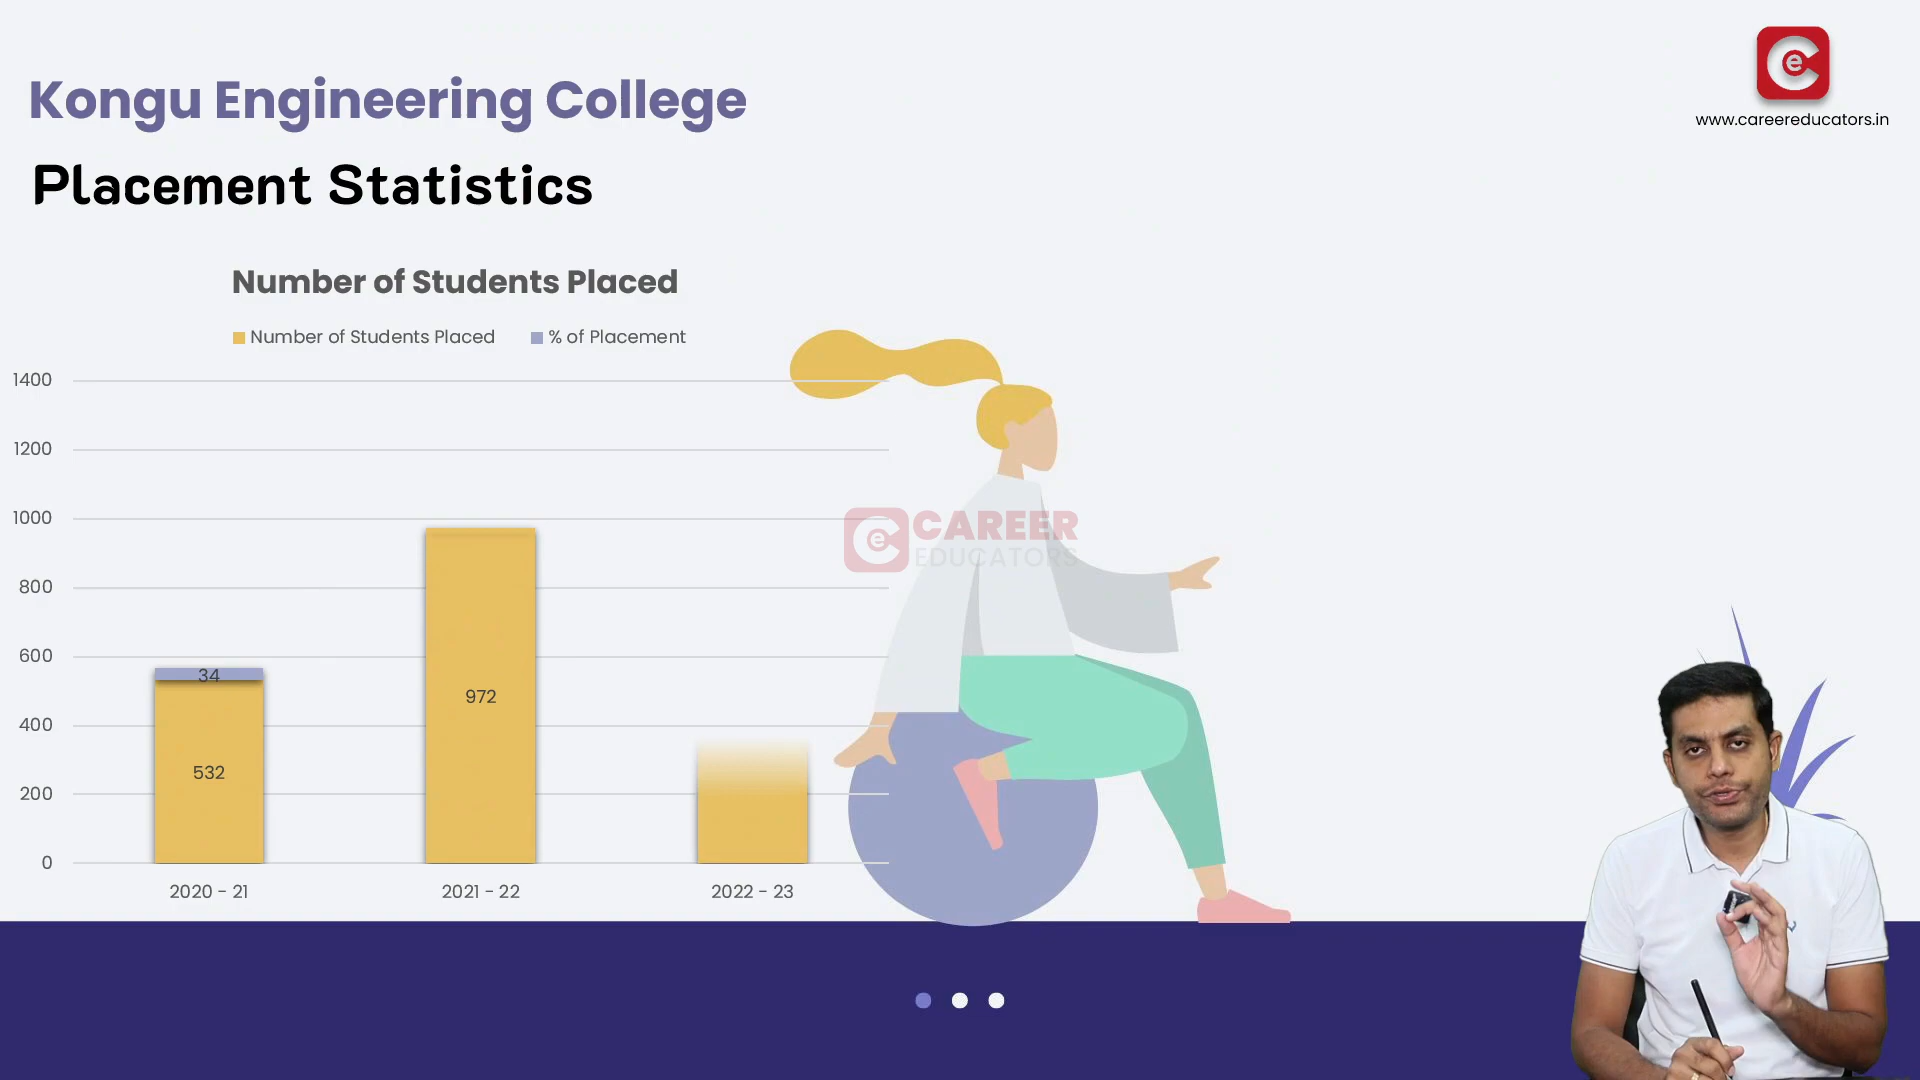 Kongu Engineering College
e
www.careereducators.in
Placement Statistics
Number of Students Placed
Number of Students Placed
% of Placement
1400
1200
1000
800
600
400
200
0
34
532
972
2020 - 21
2021 - 22
2022 - 23
e
CAREER
EDUCATORS